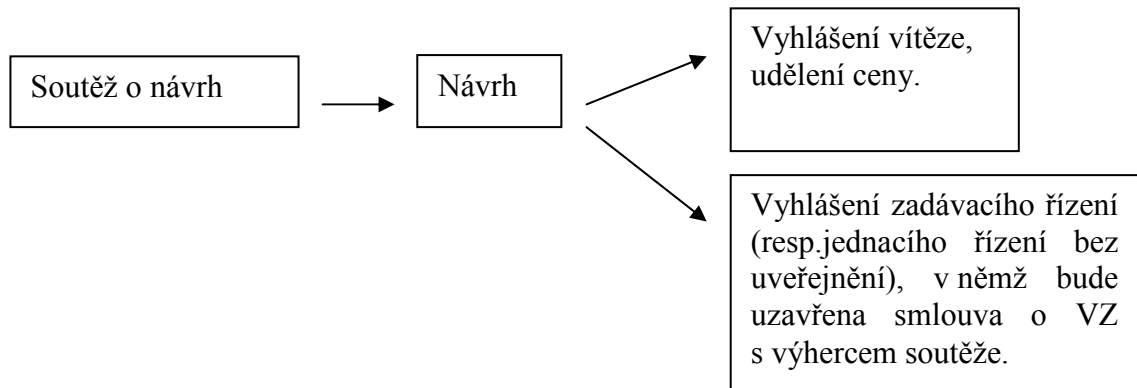 Soutěž o návrh
Návrh
Vyhlášení vítěze,
udělení ceny.
Vyhlášení zadávacího řízení
(resp.jednacího řízení bez
uveřejnění), v němž bude
uzavřena smlouva o VZ
s výhercem soutěže.